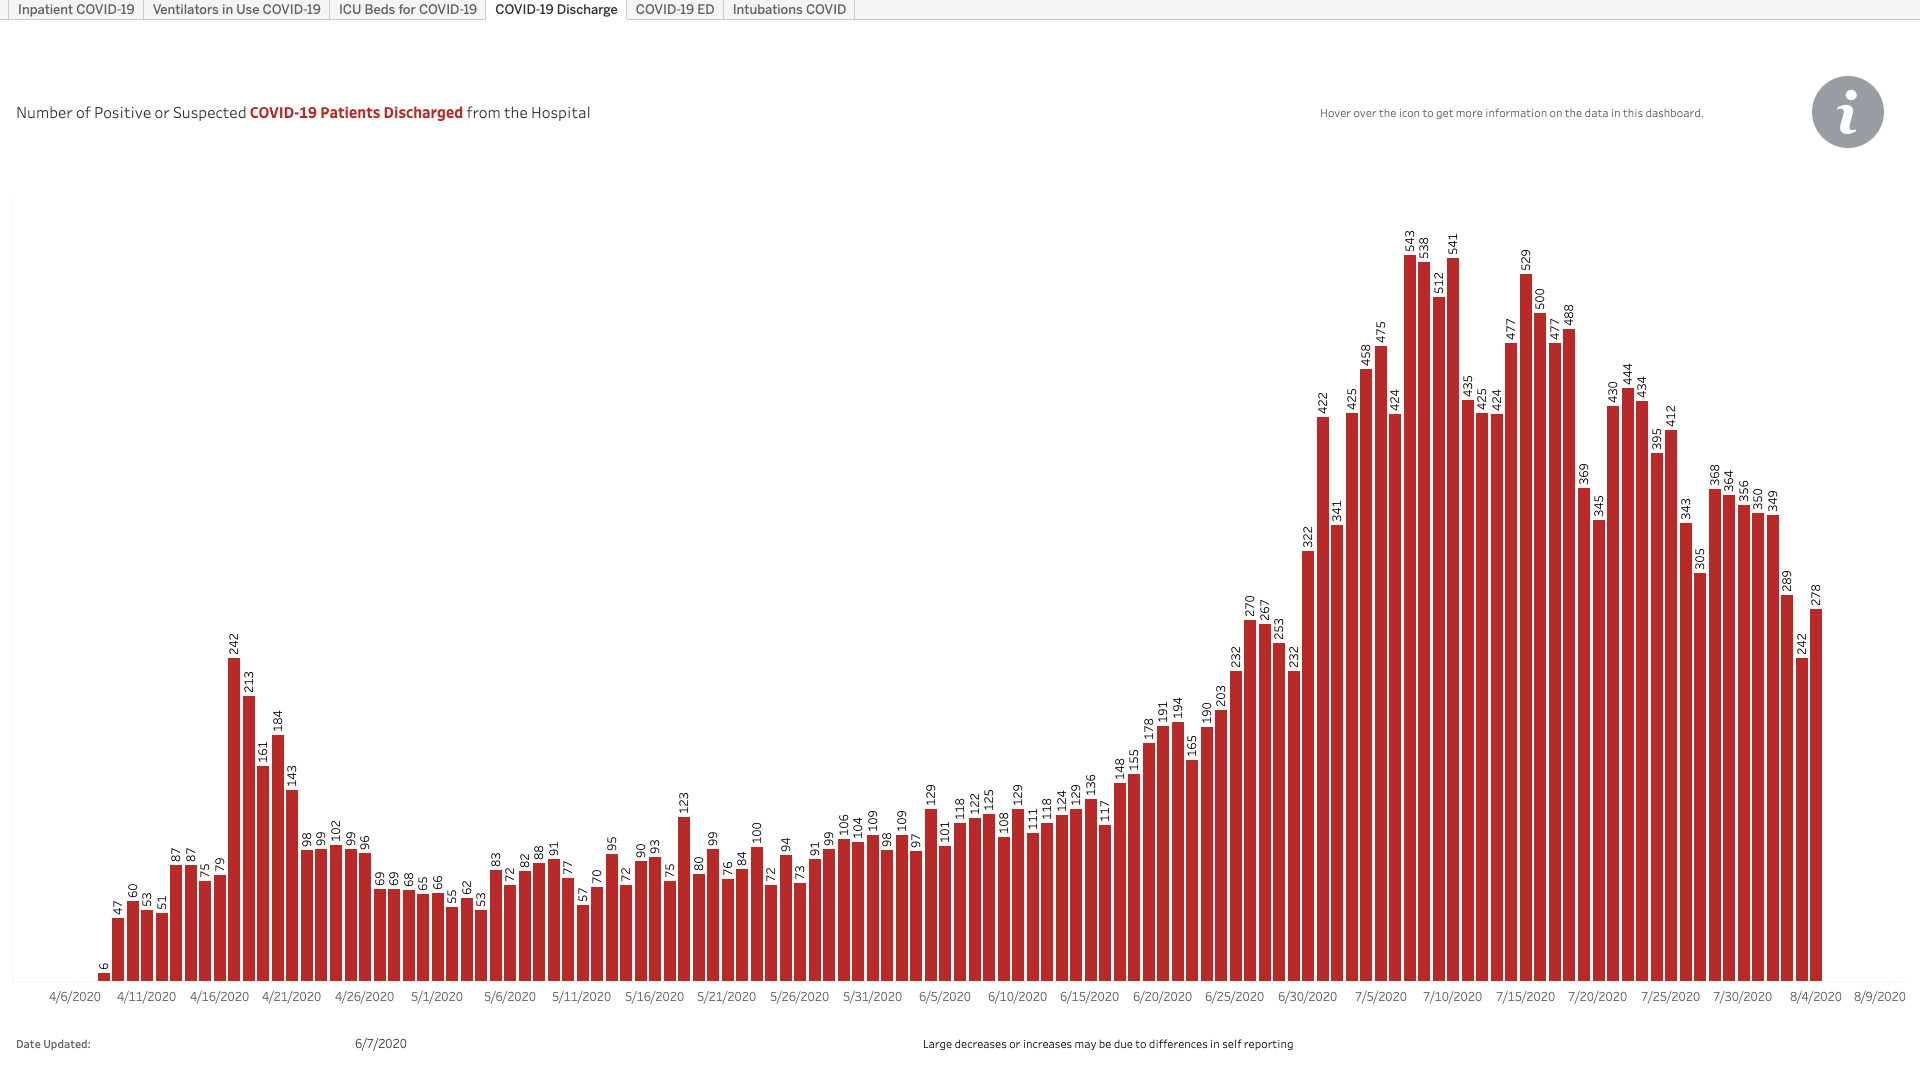 Inpatient COVID-19 Ventilators in Use COVID-19 ICU Beds for COVID-19 COVID-19 Discharge COVID-19 ED Intubations COVID
Number of Positive or Suspected COVID-19 Patients Discharged from the Hospital
Hover over the icon to get more information on the data in this dashboard.
i
6 47 60 53 51 87 87 75 79 242 213 161 184 143 98 99 102 99 96 69 69 68 65 66 55 62 53 83 72 82 88 91 77 57 70 95 72 90 93 75 123 80 99 76 84 100 72 94 73 91 99 106 104 109 98 109 97 129 101 118 122 125 108 129 111 118 124 129 136 117 148 155 178 191 194 165 190 203 232 270 267 253 232 322 422 341 425 458 475 424 543 538 512 541 435 425 424 477 529 500 477 488 369 345 430 444 434 395 412 343 305 368 364 356 350 349 289 242 278
4/6/2020 4/11/2020 4/16/2020 4/21/2020 4/26/2020 5/1/2020 5/6/2020 5/11/2020 5/16/2020 5/21/2020 5/26/2020 5/31/2020 6/5/2020 6/10/2020 6/15/2020 6/20/2020 6/25/2020 6/30/2020 7/5/2020 7/10/2020 7/15/2020 7/20/2020 7/25/2020 7/30/2020 8/4/2020 8/9/2020
Date Updated: 6/7/2020
Large decreases or increases may be due to differences in self reporting